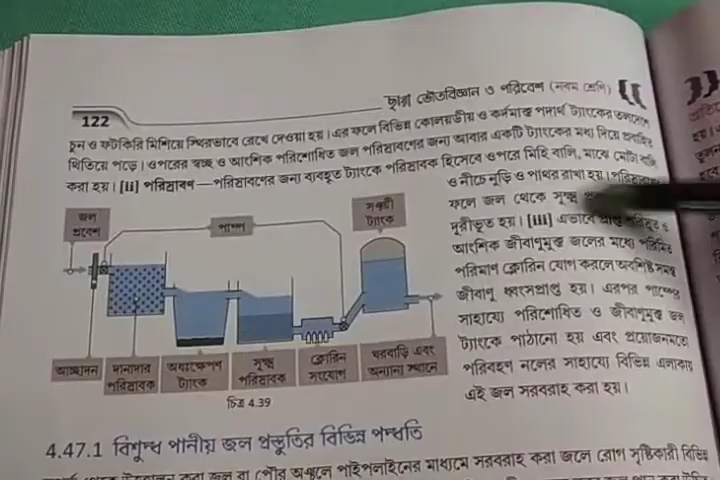 ছায়া ভৌতবিজ্ঞান ও পরিবেশ (নবম শ্রেণি)
122
চুন ও ফটকিরি মিশিয়ে স্থিরভাবে রেখে দেওয়া হয়। এর ফলে বিভিন্ন কোলয়ডীয় ও কর্দমাক্ত পদার্থ ট্যাংকের তলদেশে
থিতিয়ে পড়ে। ওপরের স্বচ্ছ ও আংশিক পরিশোধিত জল পরিস্রাবণের জন্য আবার একটি ট্যাংকের মধ্য দিয়ে প্রবাহিত
করা হয়। [ii] পরিস্রাবণ—পরিস্রাবণের জন্য ব্যবহৃত ট্যাংকে পরিস্রাবক হিসেবে ওপরে মিহি বালি, মাঝে মোটা বালি
ও নীচে নুড়ি ও পাথর রাখা হয়।
ফলে জল থেকে সূক্ষ্ম
দূরীভূত হয়। [iii] এভাবে
আংশিক জীবাণুমুক্ত জলের মধ্যে পরিমিত
পরিমাণ ক্লোরিন যোগ করলে অবশিষ্ট সমস্ত
জীবাণু ধ্বংসপ্রাপ্ত হয়। এরপর পাম্পের
সাহায্যে পরিশোধিত ও জীবাণুমুক্ত জল
ট্যাংকে পাঠানো হয় এবং প্রয়োজনমতো
পরিবহণ নলের সাহায্যে বিভিন্ন এলাকায়
এই জল সরবরাহ করা হয়।
জল
প্রবেশ
পাম্প
সঞ্চয়ী
ট্যাংক
আচ্ছাদন
দানাদার
পরিস্রাবক
অধঃক্ষেপণ
ট্যাংক
সূক্ষ্ম
পরিস্রাবক
ক্লোরিন
সংযোগ
ঘরবাড়ি এবং
অন্যান্য স্থানে
চিত্র 4.39
4.47.1 বিশুদ্ধ পানীয় জল প্রস্তুতির বিভিন্ন পদ্ধতি
করা জল বা পৌর অঞ্চলে পাইপলাইনের মাধ্যমে সরবরাহ করা জলে রোগ সৃষ্টিকারী বিভিন্ন